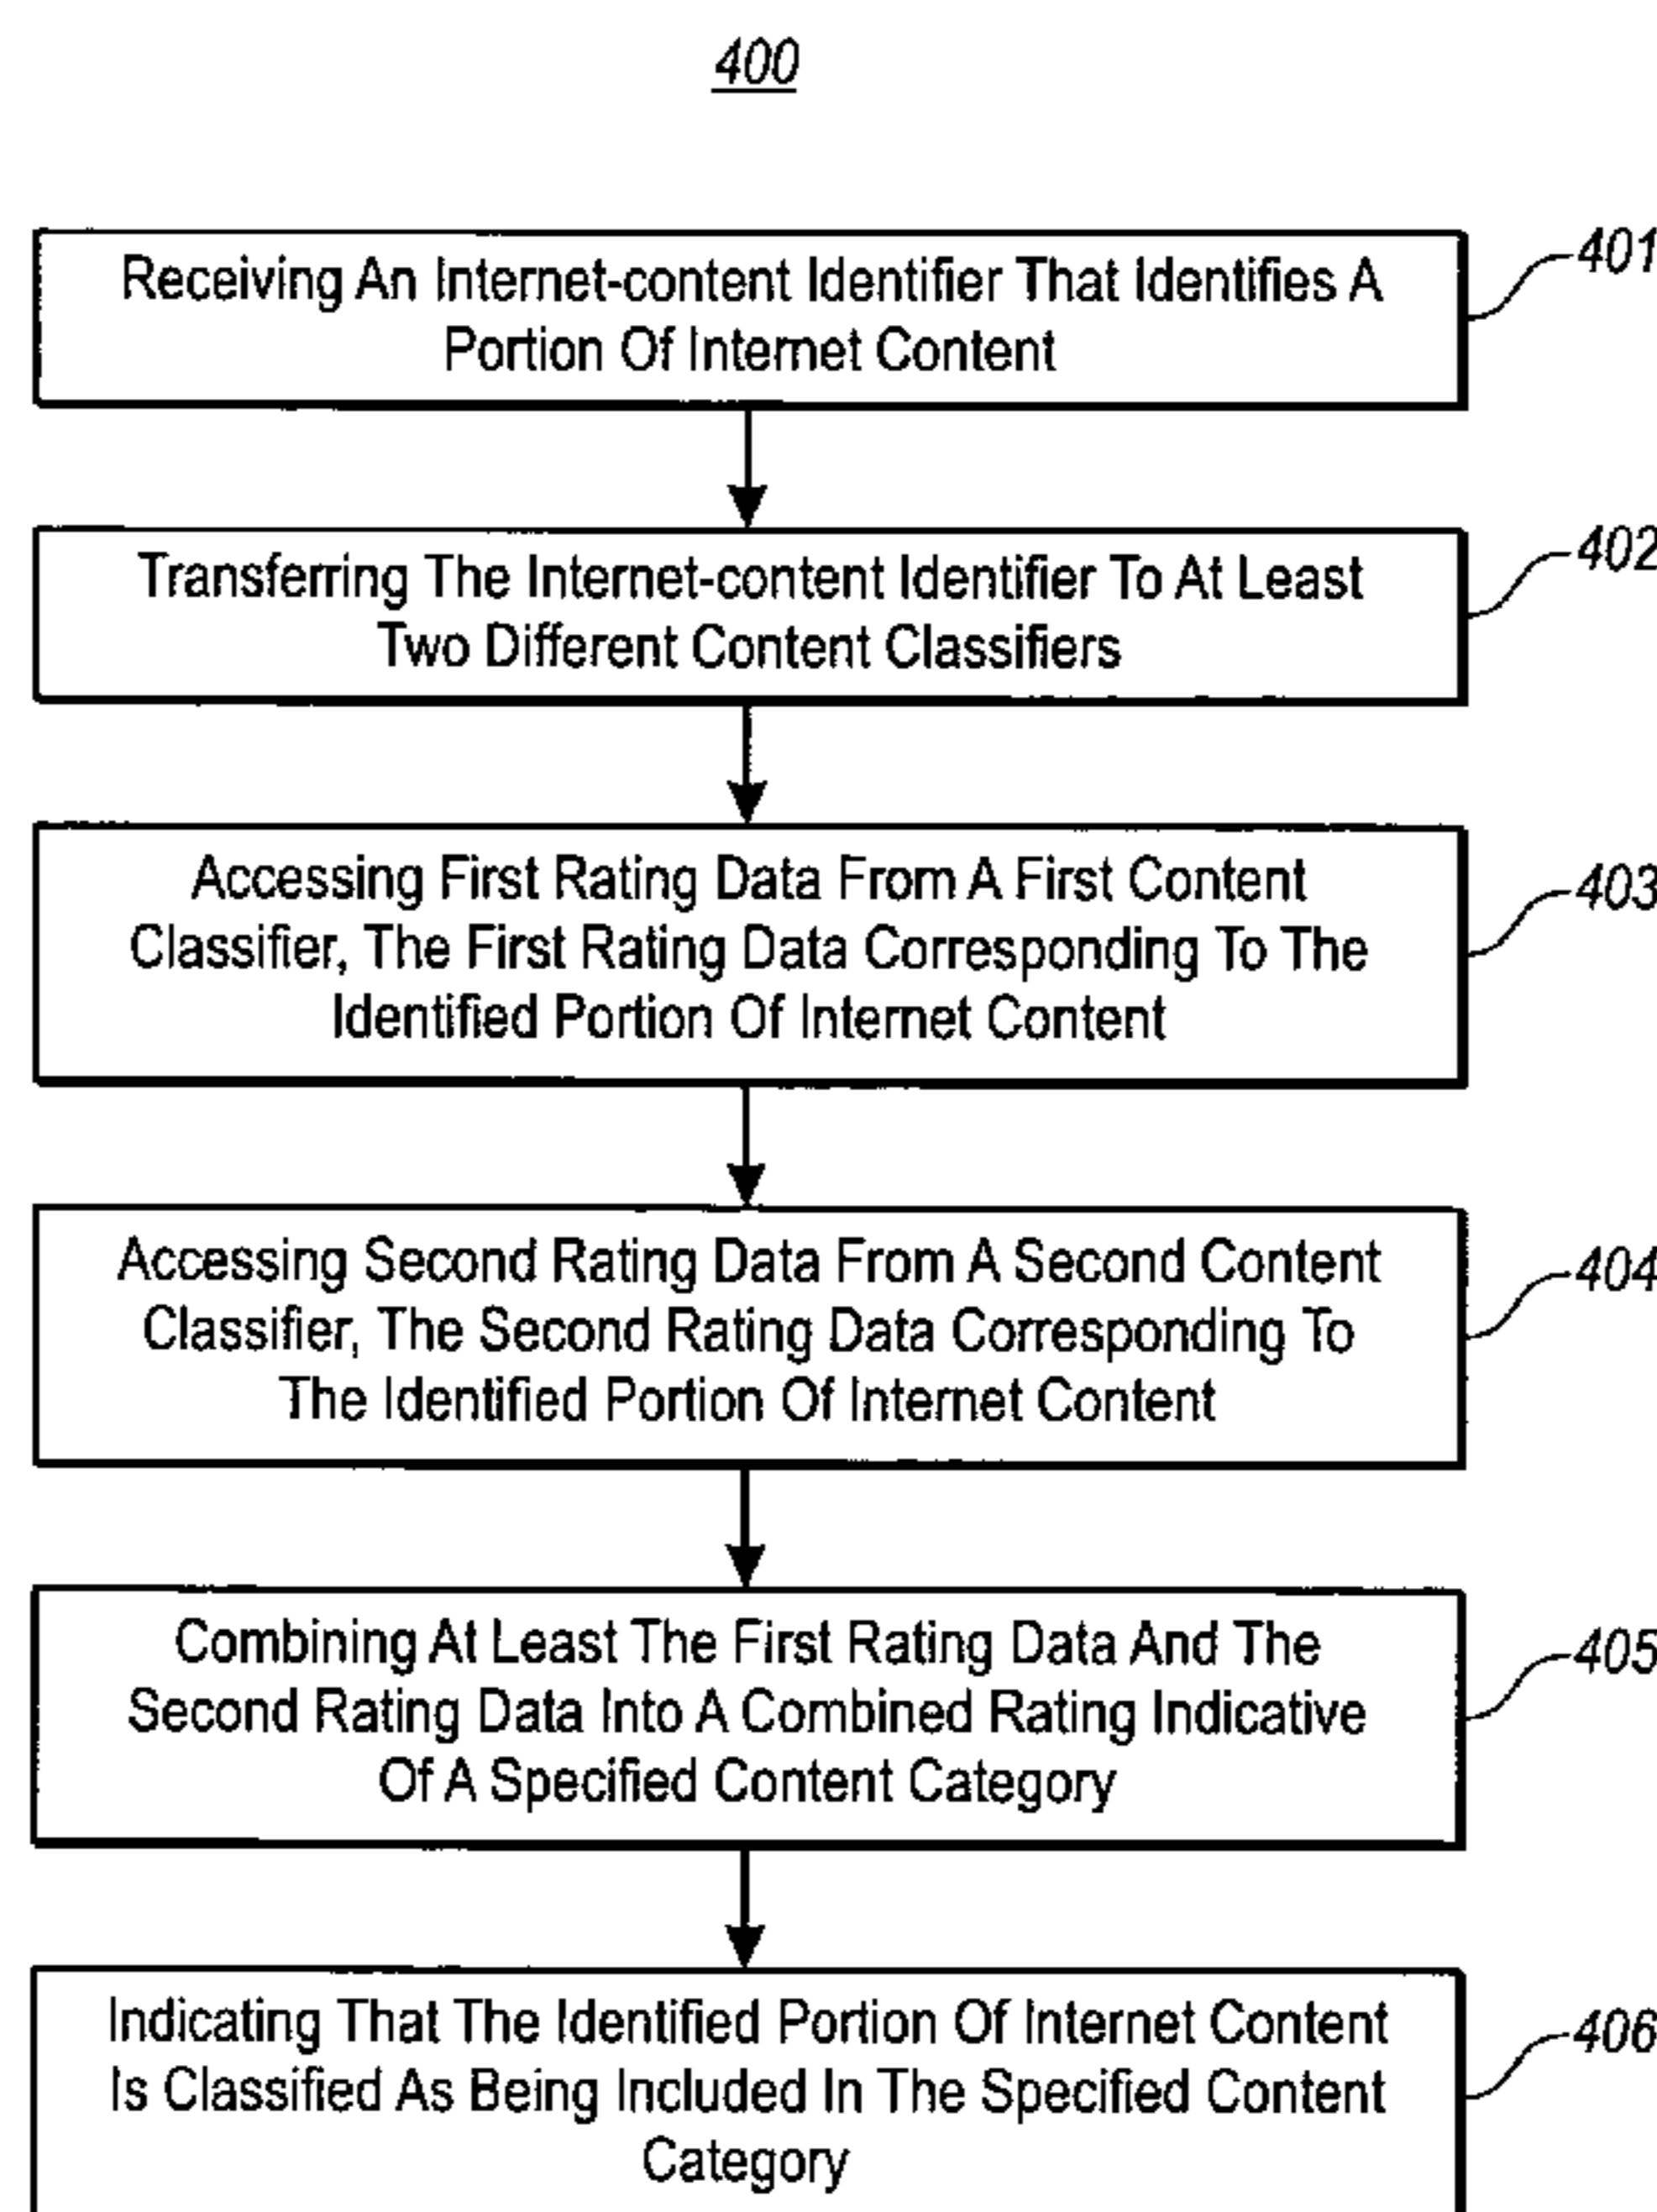 400
Receiving An Internet-content Identifier That Identifies A
Portion Of Internet Content
401
Transferring The Internet-content Identifier To At Least
Two Different Content Classifiers
402
Accessing First Rating Data From A First Content
Classifier, The First Rating Data Corresponding To The
Identified Portion Of Internet Content
403
Accessing Second Rating Data From A Second Content
Classifier, The Second Rating Data Corresponding To
The Identified Portion Of Internet Content
404
Combining At Least The First Rating Data And The
Second Rating Data Into A Combined Rating Indicative
Of A Specified Content Category
405
Indicating That The Identified Portion Of Internet Content
Is Classified As Being Included In The Specified Content
Category
406